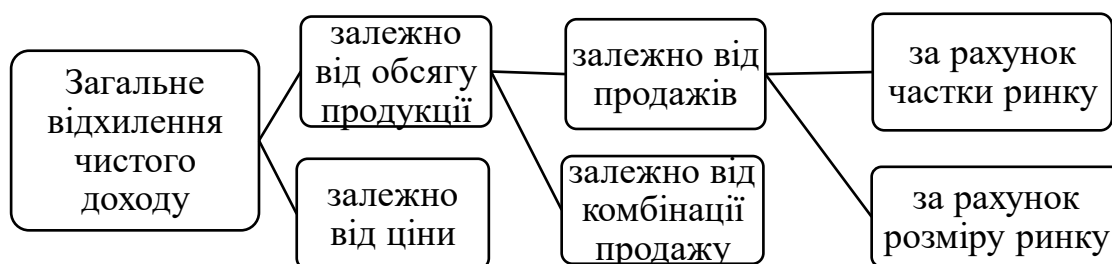 Загальне
відхилення
чистого
доходу
залежно
від обсягу
продукції
залежно
від ціни
залежно від
продажів
залежно від
комбінації
продажу
за рахунок
частки ринку
за рахунок
розміру ринку